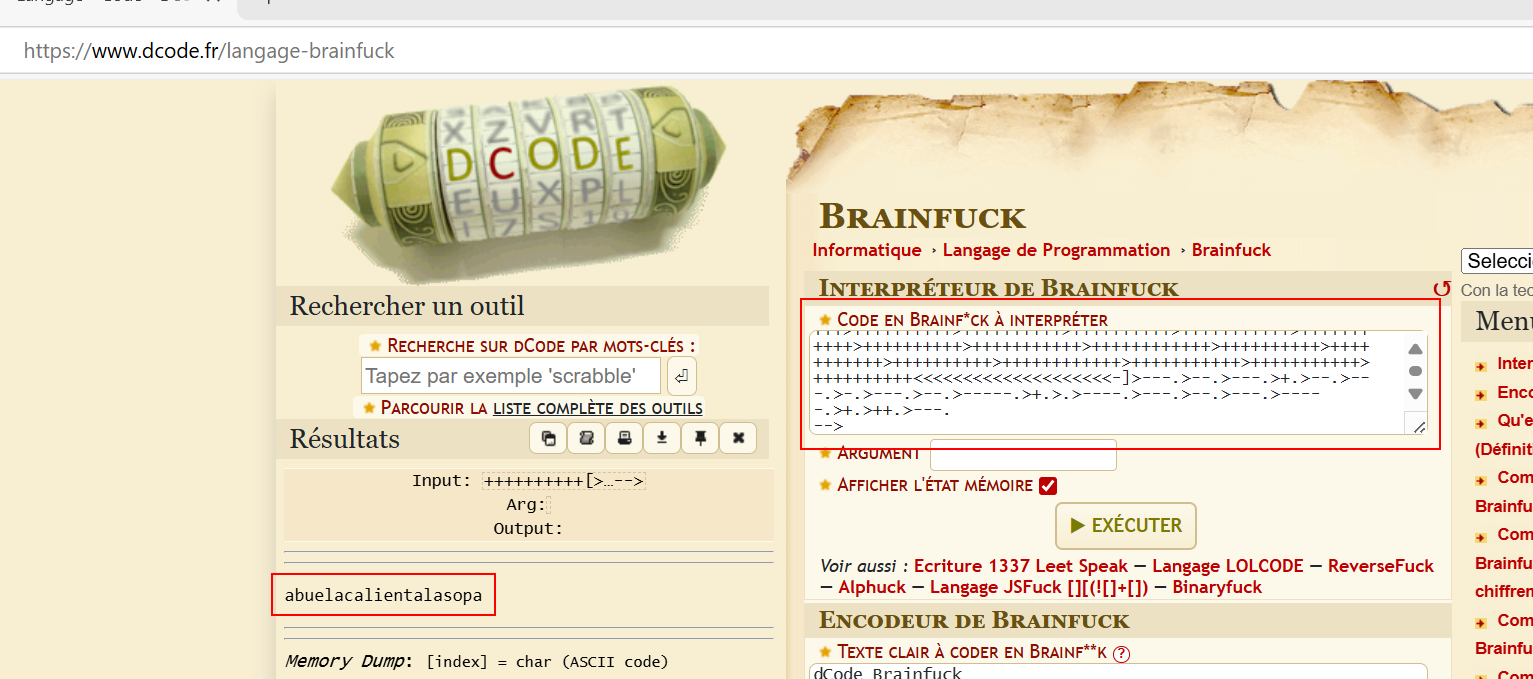 https://www.dcode.fr/langage-brainfuck
X Z V R T
D C O D E
E U X P L
BRAINFUCK
Informatique › Langage de Programmation › Brainfuck
Selecci
Con la tec
Rechercher un outil
INTERPRÉTEUR DE BRAINFUCK
Menu
CODE EN BRAINF*CK À INTERPRÉTER
RECHERCHE SUR DCODE PAR MOTS-CLÉS :
Tapez par exemple 'scrabble'
PARCOURIR LA LISTE COMPLÈTE DES OUTILS
++++++++++<<<<<<<<<<<<<<<<<<<<<-]>---.>--.>---.>+.>--.>--
-.>-.>---.>--.>-----.>+.>.>----.>---.>--.>---.>----
-.>+.>++.>---.
-->
Résultats
ARGUMENT
Input: ++++++++++[>…-->
Arg:
Output:
AFFICHER L'ÉTAT MÉMOIRE
EXÉCUTER
Voir aussi : Ecriture 1337 Leet Speak — Langage LOLCODE — ReverseFuck
— Alphuck — Langage JSFuck [][(![]+[]) — Binaryfuck
abuelacalientalasopa
ENCODEUR DE BRAINFUCK
Memory Dump: [index] = char (ASCII code)
TEXTE CLAIR À CODER EN BRAINF**K ?
dCode Brainfuck
Inter
Enco
Qu'e
(Définiti
Com
Brainfu
Com
Brainfu
chiffrem
Com
Brainfu
Com